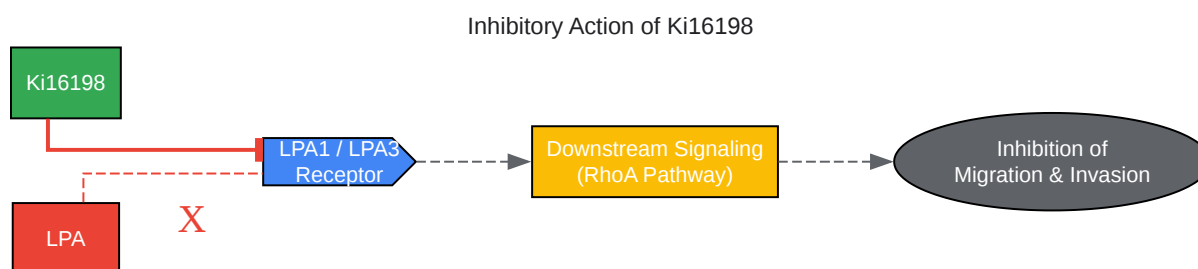 Inhibitory Action of Ki16198
Ki16198
LPA1 / LPA3
Receptor
Downstream Signaling
(RhoA Pathway)
Inhibition of
Migration & Invasion
X
LPA